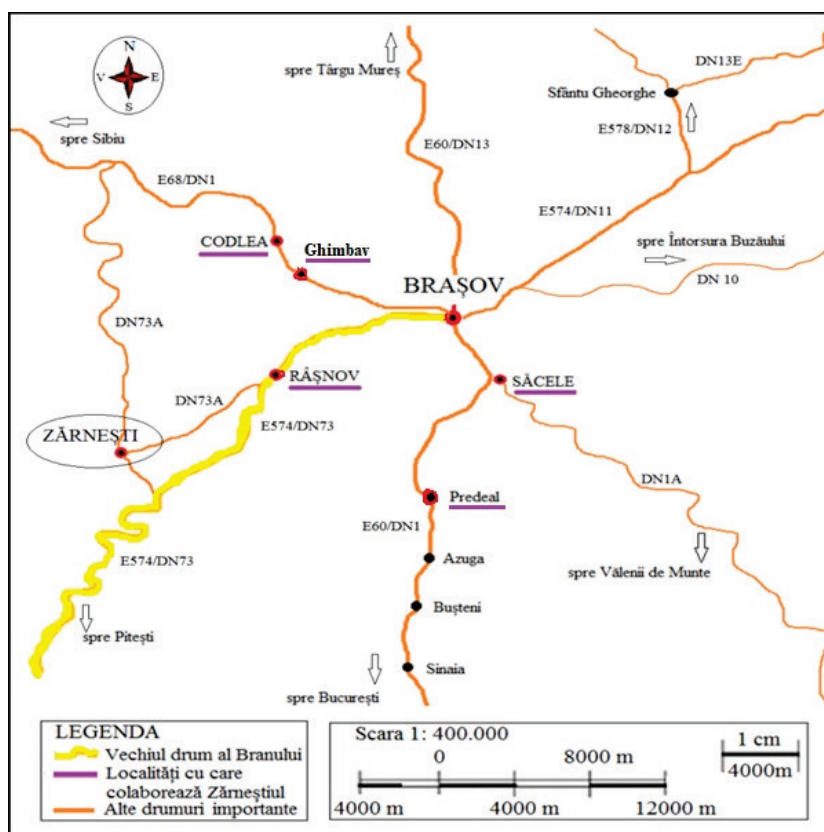 N
V E
S
spre Târgu Mureș
DN13E
Sfântu Gheorghe
spre Sibiu
E578/DN12
E60/DN13
E68/DN1
E574/DN11
CODLEA
Ghimbav
spre Întorsura Buzăului
BRAȘOV
DN 10
DN73A
RÂȘNOV
SĂCELE
DN73A
ZĂRNEȘTI
E574/DN73
Predeal
DN1A
E60/DN1
Azuga
E574/DN73
spre Vălenii de Munte
Bușteni
spre Pitești
Sinaia
spre București
LEGENDA
Vechiul drum al Branului
Localități cu care
colaborează Zărneștiul
Alte drumuri importante
Scara 1: 400.000
0 8000 m
4000 m 4000 m 12000 m
1 cm
4000m